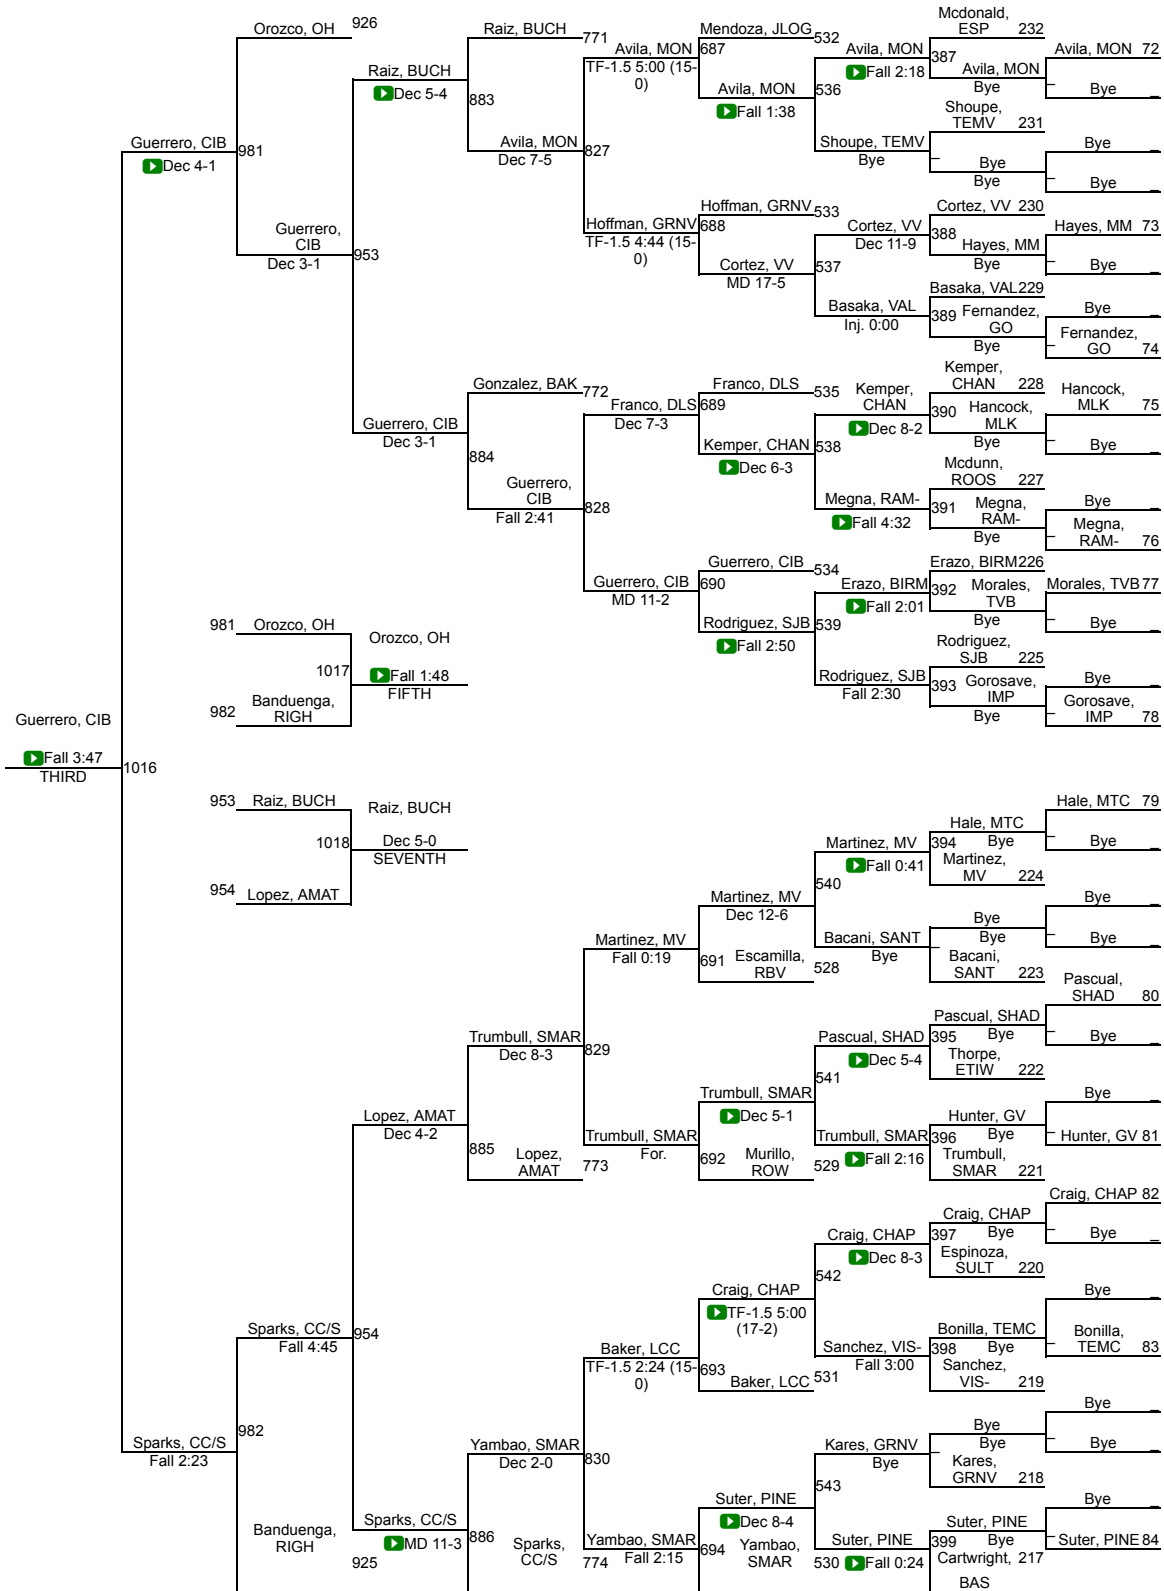 Orozco, OH 926
Raiz, BUCH 771
Mendoza, JLOG 532
Mcdonald,
ESP 232
Avila, MON 72
Avila, MON 687
TF-1.5 5:00 (15-
0)
Avila, MON 387
Fall 2:18
Avila, MON
Bye
Bye _
Raiz, BUCH
Dec 5-4
883
Avila, MON
Fall 1:38
536
Shoupe,
TEMV 231
Guerrero, CIB
Dec 4-1
981
Avila, MON
Dec 7-5
827
Shoupe, TEMV
Bye
Bye
Bye
Bye _
Bye _
Hoffman, GRNV 533
Cortez, VV 230
Hayes, MM 73
Hoffman, GRNV 688
TF-1.5 4:44 (15-
0)
Cortez, VV 388
Dec 11-9
Hayes, MM
Bye
Bye _
Guerrero,
CIB
Dec 3-1
953
Cortez, VV
MD 17-5
537
Basaka, VAL 229
Basaka, VAL
Inj. 0:00
389 Fernandez,
GO
Bye
Bye _
Fernandez,
GO 74
Gonzalez, BAK 772
Franco, DLS 535
Kemper,
CHAN 228
Hancock,
MLK 75
Franco, DLS 689
Dec 7-3
Kemper,
CHAN
Dec 8-2
390 Hancock,
MLK
Bye
Bye _
Guerrero, CIB
Dec 3-1
884
Kemper, CHAN
Dec 6-3
538
Mcdunn,
ROOS 227
Guerrero,
CIB
Fall 2:41
828
Megna, RAM-
Fall 4:32
391 Megna,
RAM-
Bye
Bye _
Megna,
RAM- 76
Guerrero, CIB 534
Erazo, BIRM 226
Morales, TVB 77
Guerrero, CIB 690
MD 11-2
Erazo, BIRM
Fall 2:01
392 Morales,
TVB
Bye
Bye _
Rodriguez, SJB
Fall 2:50
539
Rodriguez,
SJB 225
Rodriguez, SJB
Fall 2:30
393 Gorosave,
IMP
Bye
Bye _
Gorosave,
IMP 78
981 Orozco, OH
1017
Orozco, OH
Fall 1:48
FIFTH
982 Banduenga,
RIGH
Guerrero, CIB
Fall 3:47
THIRD
1016
953 Raiz, BUCH
1018
Raiz, BUCH
Dec 5-0
SEVENTH
954 Lopez, AMAT
Hale, MTC 79
Martinez, MV
Fall 0:41
Hale, MTC
394 Bye
Bye _
Martinez,
MV 224
Martinez, MV
Dec 12-6
540
Bye _
Martinez, MV
Fall 0:19
691 Escamilla,
RBV 528
Bacani, SANT
Bye
Bye
Bye
Bye _
Bacani,
SANT 223
Pascual,
SHAD 80
Trumbull, SMAR
Dec 8-3
829
Pascual, SHAD
Dec 5-4
Pascual, SHAD
395 Bye
Bye _
Thorpe,
ETIW 222
Trumbull, SMAR
Dec 5-1
541
Bye _
Lopez, AMAT
Dec 4-2
885 Lopez,
AMAT 773
Trumbull, SMAR
For.
692 Murillo,
ROW 529
Trumbull, SMAR
Fall 2:16
Hunter, GV
396 Bye
Hunter, GV 81
Trumbull,
SMAR 221
Craig, CHAP 82
Craig, CHAP
Dec 8-3
Craig, CHAP
397 Bye
Bye _
Espinoza,
SULT 220
Craig, CHAP
TF-1.5 5:00
(17-2)
542
Bye _
Sparks, CC/S
Fall 4:45
954
Baker, LCC
TF-1.5 2:24 (15-
0)
693 Baker, LCC 531
Sanchez, VIS-
Fall 3:00
Bonilla, TEMC
398 Bye
Bonilla,
TEMC 83
Sanchez,
VIS- 219
Bye _
Sparks, CC/S
Fall 2:23
982
Yambao, SMAR
Dec 2-0
830
Kares, GRNV
Bye
Bye
Bye
Bye _
Kares,
GRNV 218
Suter, PINE
Dec 8-4
543
Bye _
Banduenga,
RIGH 925
Sparks, CC/S
MD 11-3
886 Sparks,
CC/S 774
Yambao, SMAR
Fall 2:15
694 Yambao,
SMAR 530
Suter, PINE
Fall 0:24
Suter, PINE
399 Bye
Suter, PINE 84
Cartwright, 217
BAS